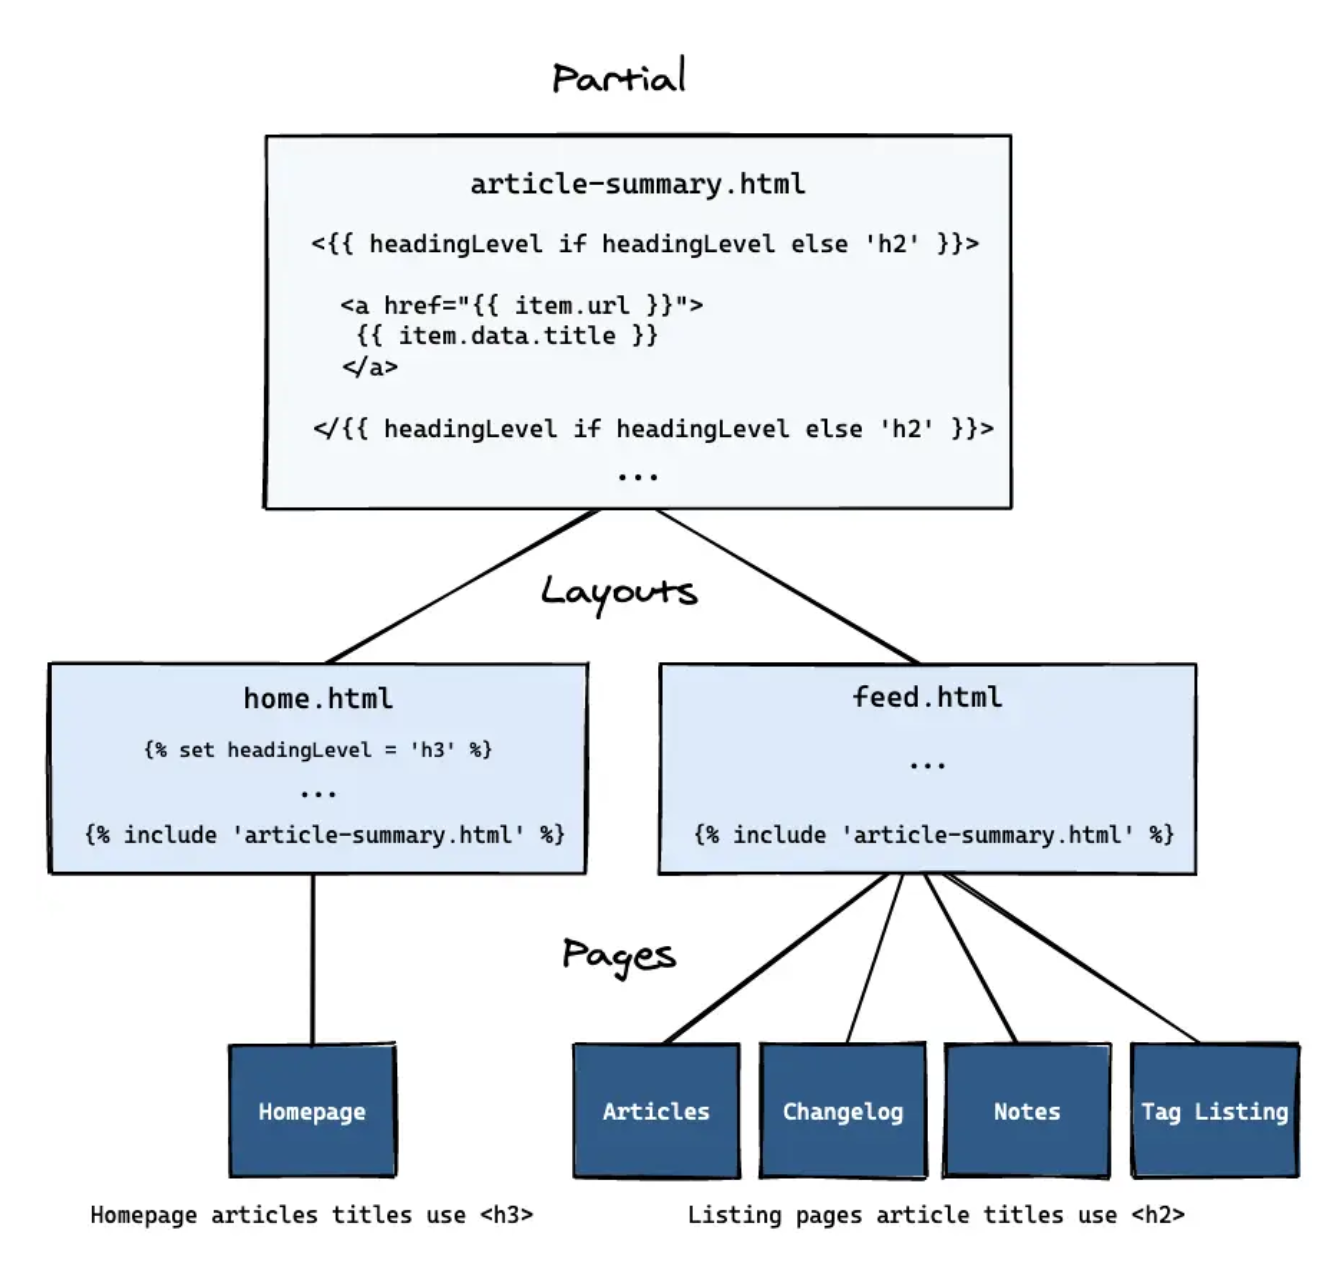 Partial
article-summary.html
<{{ headingLevel if headingLevel else 'h2' }}>
<a href="{{ item.url }}">
{{ item.data.title }}
</a>
</{{ headingLevel if headingLevel else 'h2' }}>
...
Layouts
home.html
{% set headingLevel = 'h3' %}
...
{% include 'article-summary.html' %}
feed.html
...
{% include 'article-summary.html' %}
Pages
Homepage
Articles
Changelog
Notes
Tag Listing
Homepage articles titles use <h3>
Listing pages article titles use <h2>